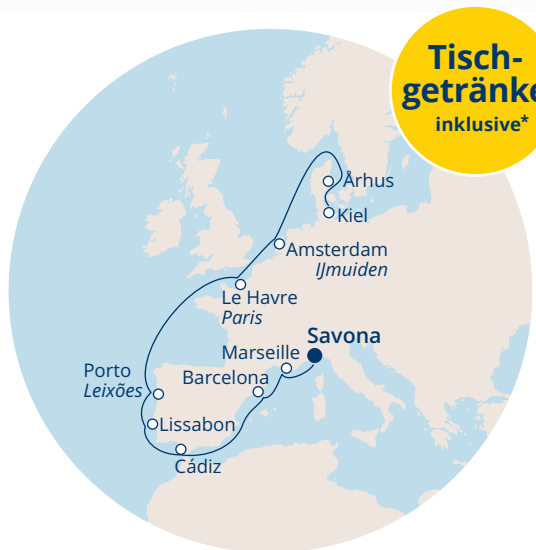 Tisch-
getränke
inklusive*
Århus
Kiel
Amsterdam
IJmuiden
Le Havre
Paris
Savona
Marseille
Barcelona
Porto
Leixões
Lissabon
Cádiz